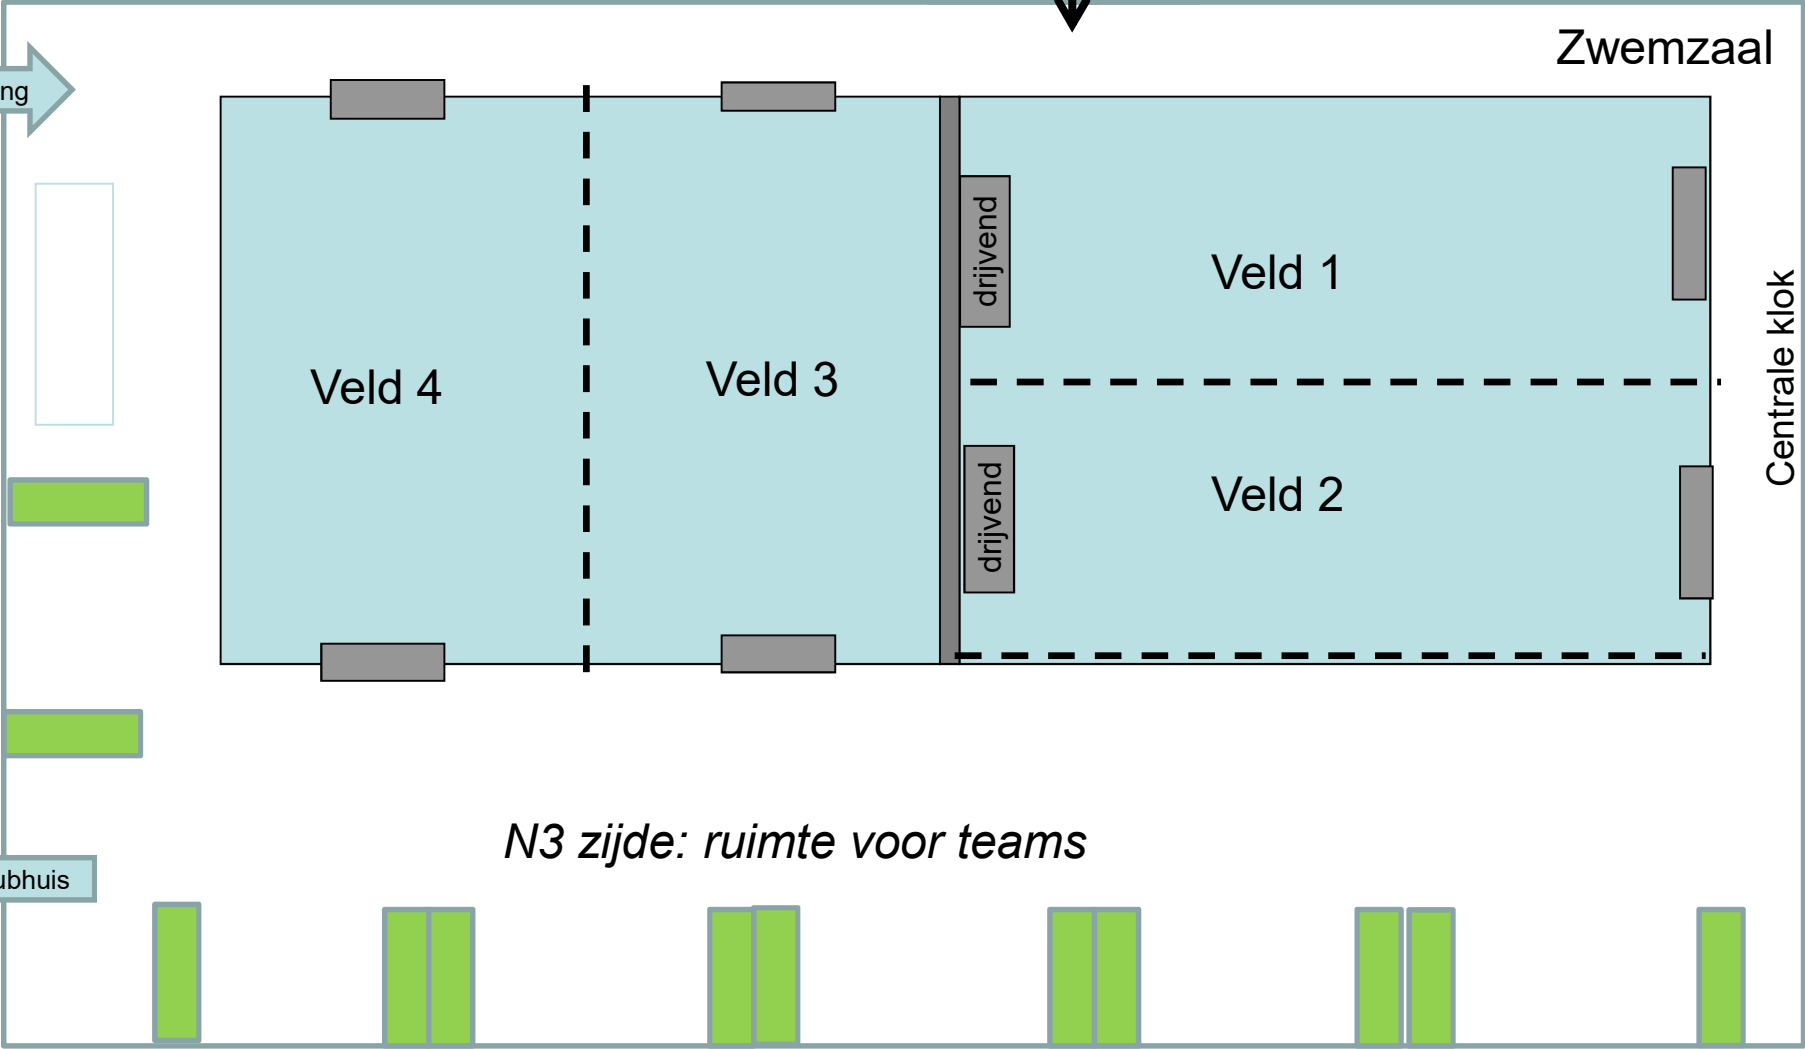 Zwemzaal
ng
drijvend
Veld 1
Centrale klok
Veld 4
Veld 3
drijvend
Veld 2
N3 zijde: ruimte voor teams
ubhuis